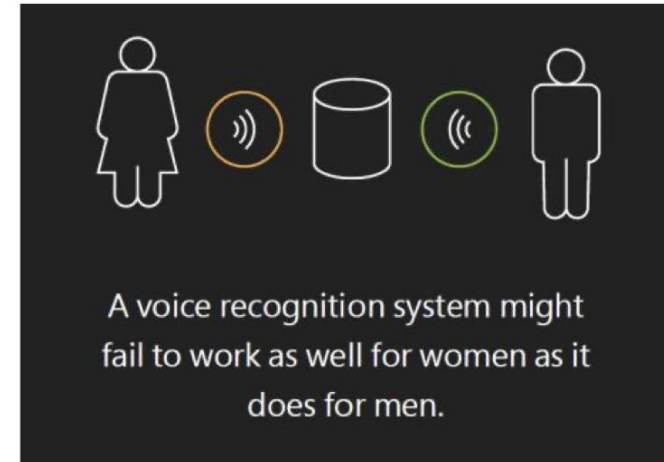 A voice recognition system might
fail to work as well for women as it
does for men.